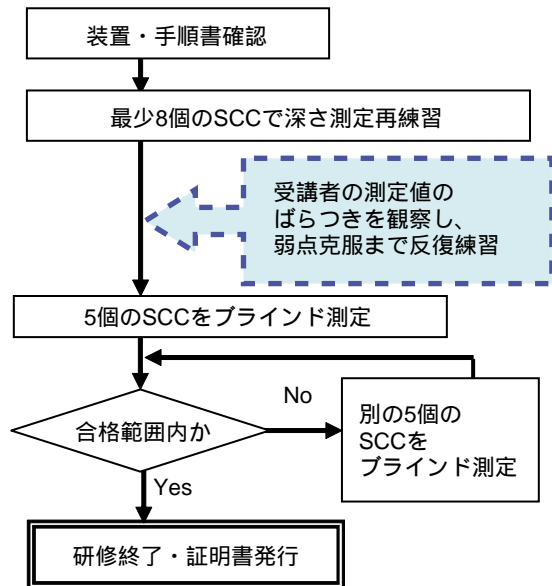 装置・手順書確認
最少8個のSCCで深さ測定再練習
受講者の測定値の
ばらつきを観察し、
弱点克服まで反復練習
5個のSCCをブラインド測定
合格範囲内か
No
別の5個の
SCCを
ブラインド測定
Yes
研修終了・証明書発行